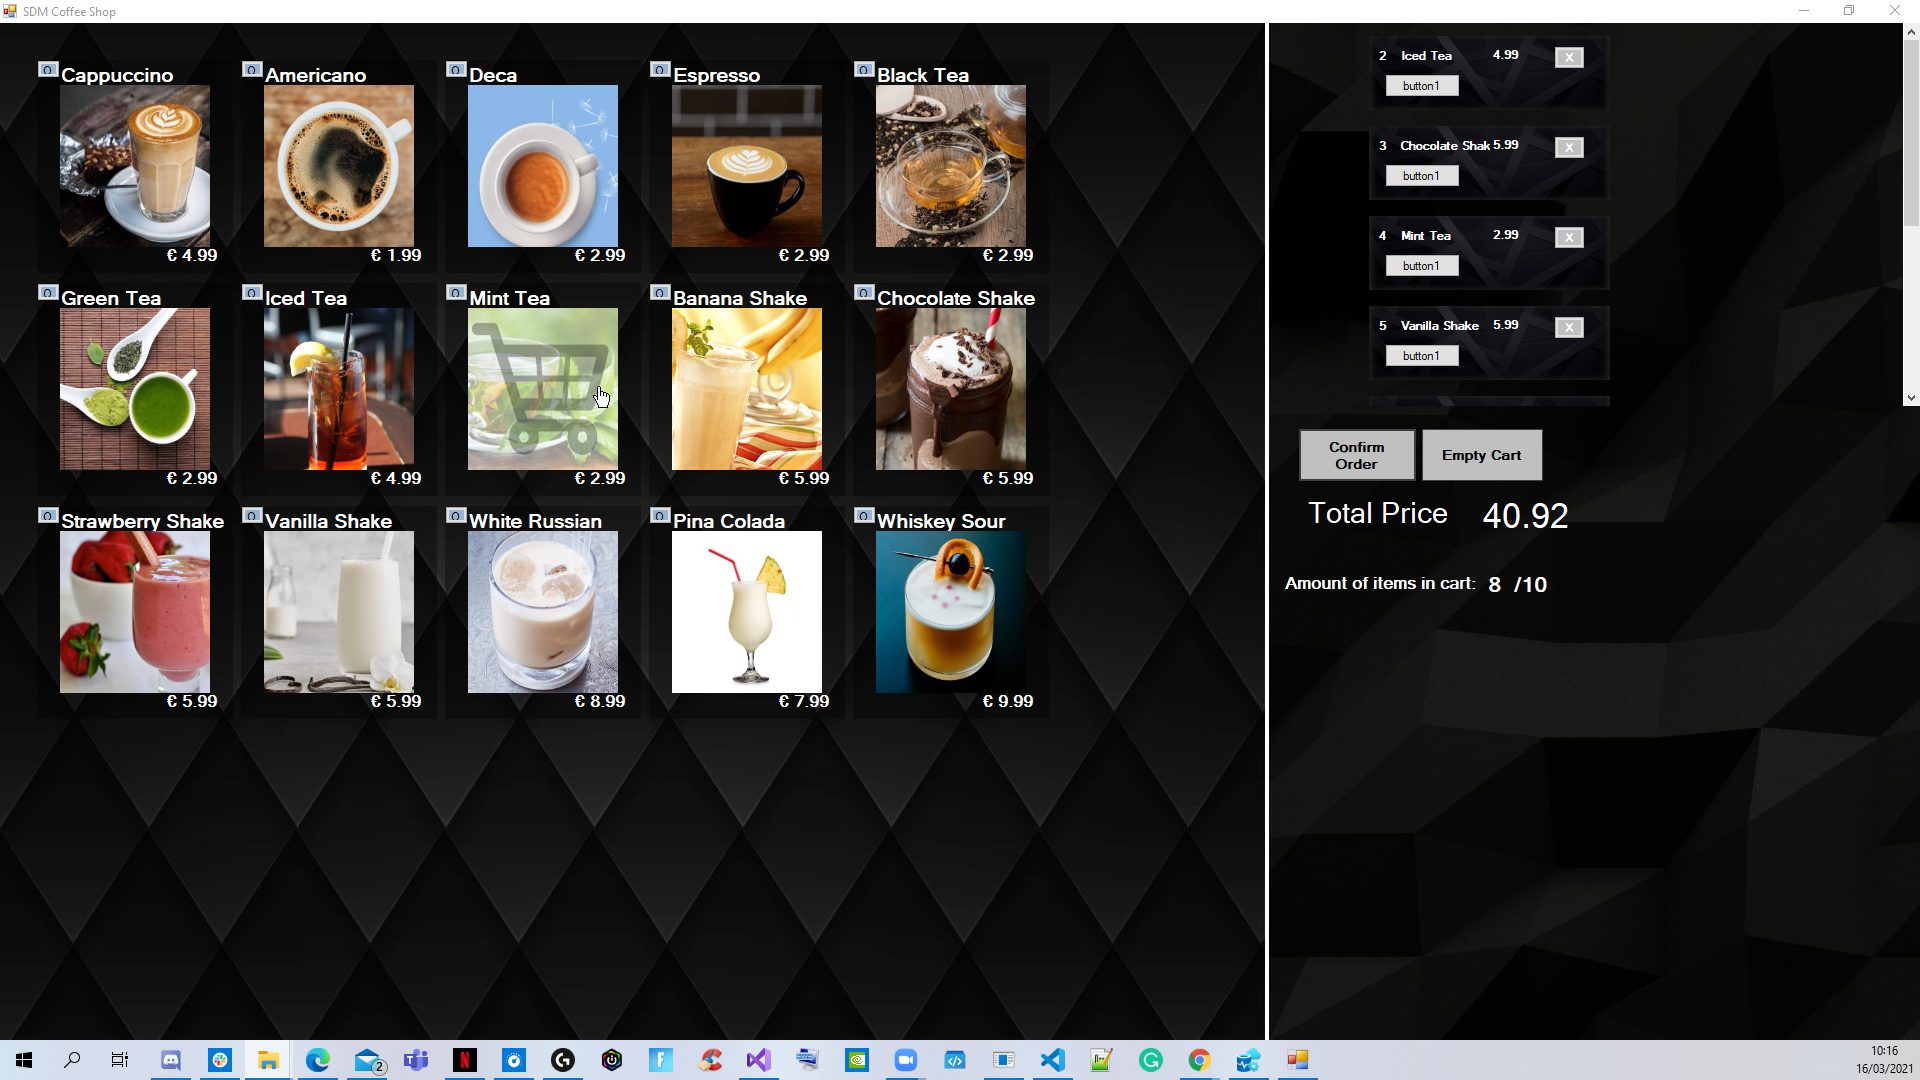 SDM Coffee Shop
0 Cappuccino
€ 4.99
0 Americano
€ 1.99
0 Deca
€ 2.99
0 Espresso
€ 2.99
0 Black Tea
€ 2.99
0 Green Tea
€ 2.99
0 Iced Tea
€ 4.99
0 Mint Tea
€ 2.99
0 Banana Shake
€ 5.99
0 Chocolate Shake
€ 5.99
0 Strawberry Shake
€ 5.99
0 Vanilla Shake
€ 5.99
0 White Russian
€ 8.99
0 Pina Colada
€ 7.99
0 Whiskey Sour
€ 9.99
2 Iced Tea 4.99 X
button1
3 Chocolate Shak 5.99 X
button1
4 Mint Tea 2.99 X
button1
5 Vanilla Shake 5.99 X
button1
Confirm
Order
Empty Cart
Total Price 40.92
Amount of items in cart: 8 /10
2
10:16
16/03/2021